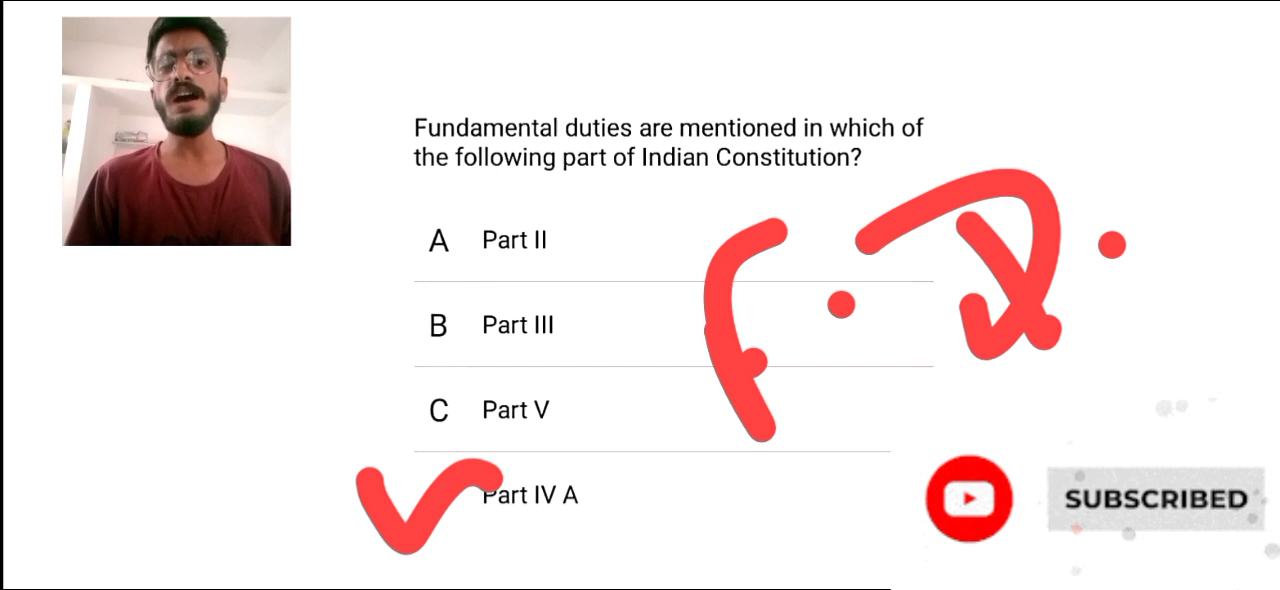 Fundamental duties are mentioned in which of
the following part of Indian Constitution?
A Part II
B Part III
C Part V
Part IV A
F. D.
SUBSCRIBED